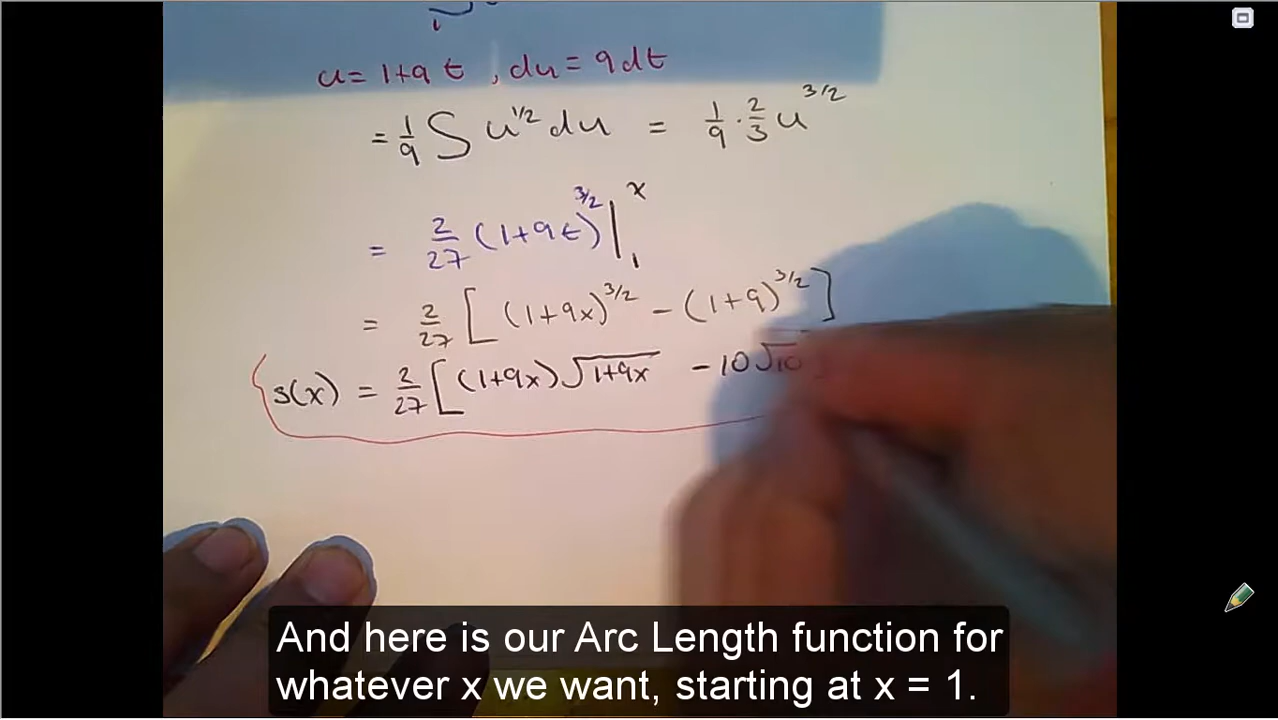 u = 1+9t , du = 9dt
= 1/9 ∫ u^1/2 du = 1/9 · 2/3 u^3/2
= 2/27 (1+9t)^3/2 |_1^x
= 2/27 [ (1+9x)^3/2 - (1+9)^3/2 ]
s(x) = 2/27 [ (1+9x) √1+9x - 10√10 ]
And here is our Arc Length function for
whatever x we want, starting at x = 1.